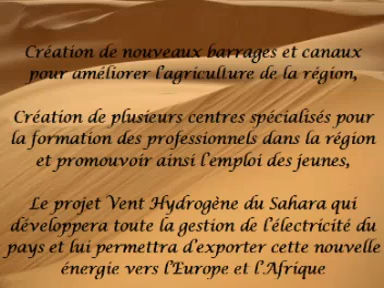 Création de nouveaux barrages et canaux
pour améliorer l'agriculture de la région,
Création de plusieurs centres spécialisés pour
la formation des professionnels dans la région
et promouvoir ainsi l'emploi des jeunes,
Le projet Vent Hydrogène du Sahara qui
développera toute la gestion de l'électricité du
pays et lui permettra d'exporter cette nouvelle
énergie vers l'Europe et l'Afrique